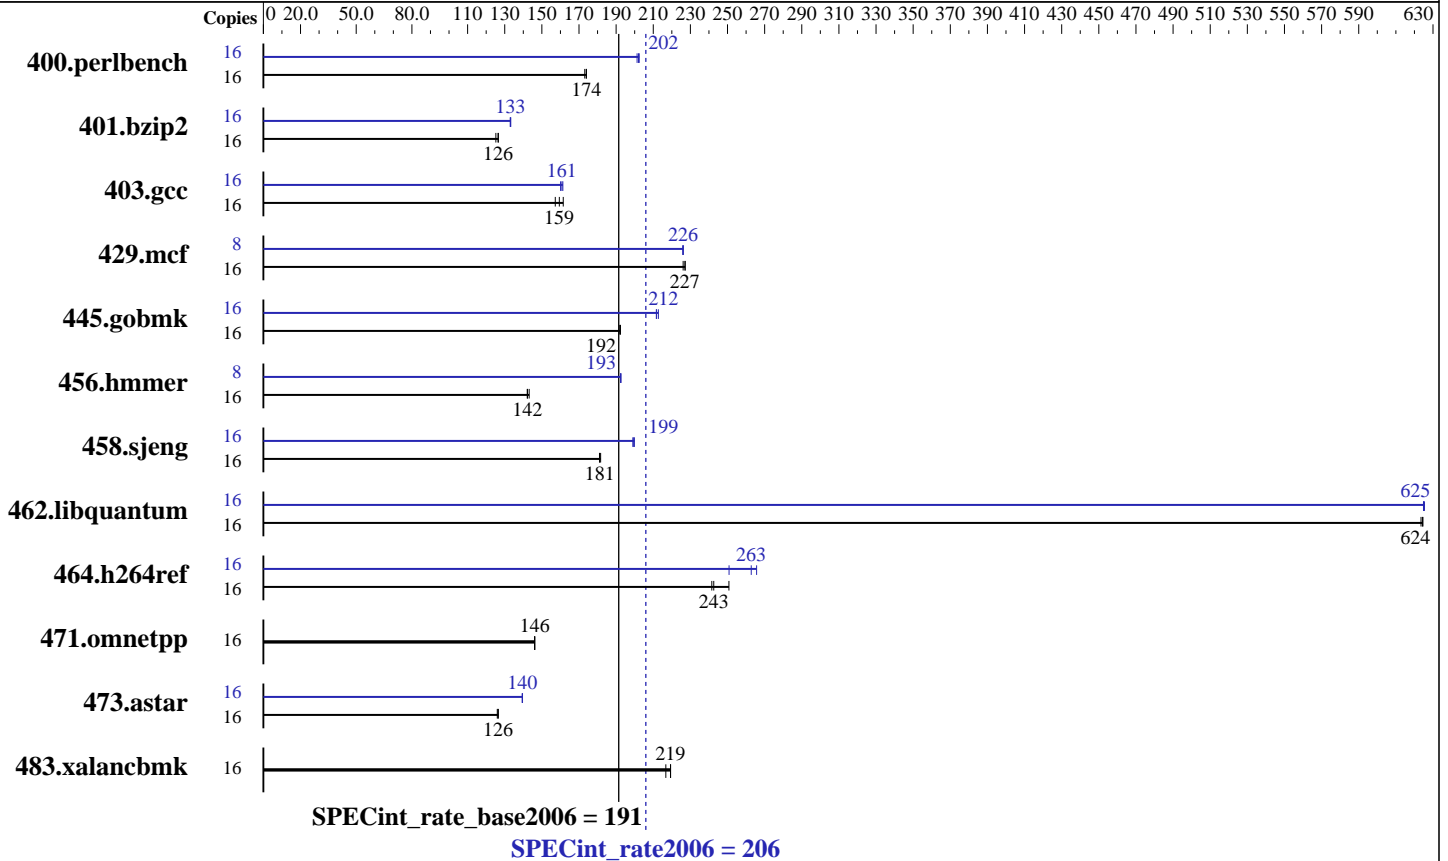 Copies 0 20.0 50.0 80.0 110 130 150 170 190 210 230 250 270 290 310 330 350 370 390 410 430 450 470 490 510 530 550 570 590 630
400.perlbench 16 202
16 174
401.bzip2 16 133
16 126
403.gcc 16 161
16 159
429.mcf 8 226
16 227
445.gobmk 16 212
16 192
456.hmmer 8 193
16 142
458.sjeng 16 199
16 181
462.libquantum 16 625
16 624
464.h264ref 16 263
16 243
471.omnetpp 16 146
473.astar 16 140
16 126
483.xalancbmk 16 219
SPECint_rate_base2006 = 191
SPECint_rate2006 = 206